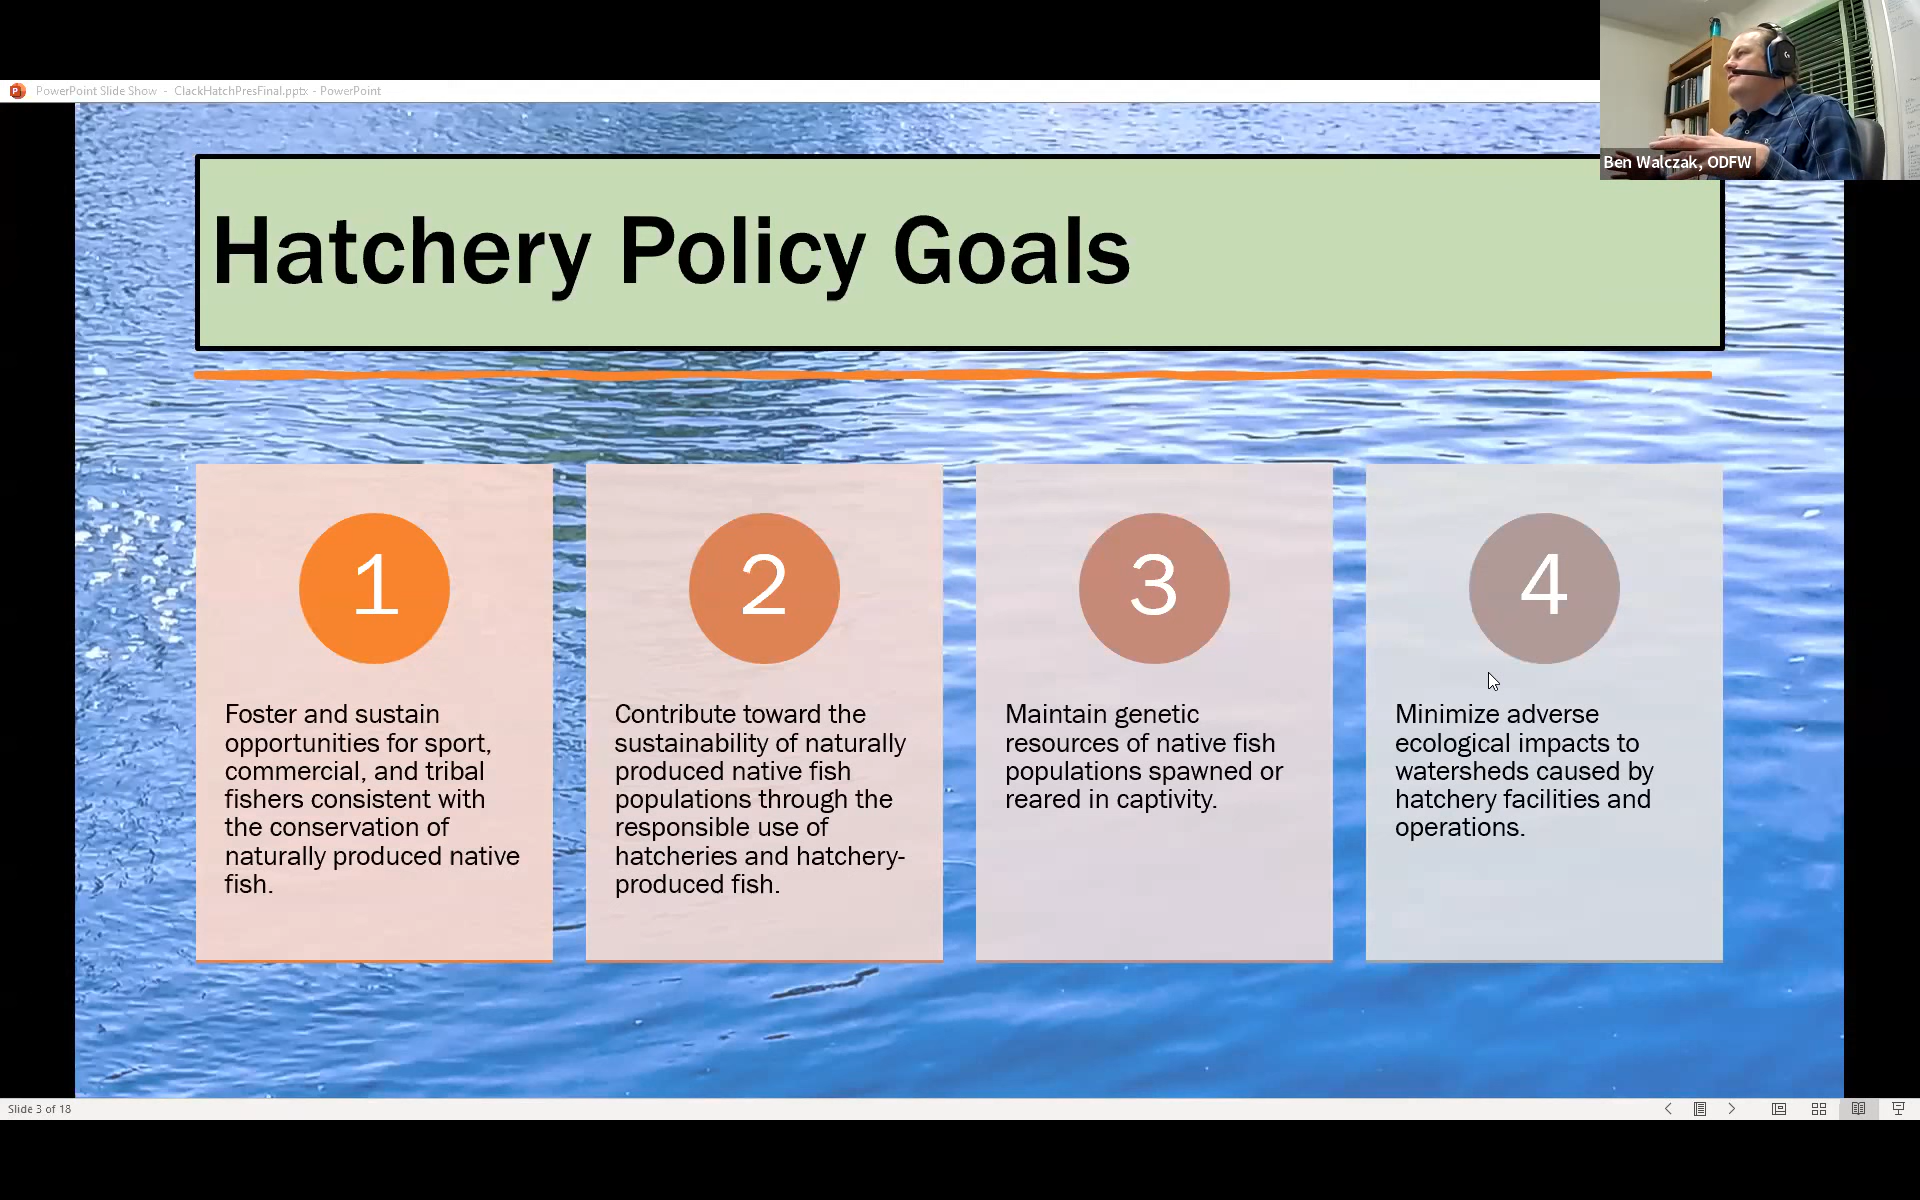 PowerPoint Slide Show - ClackHatchPresFinal.pptx - PowerPoint
Ben Walczak, ODFW
Hatchery Policy Goals
1
Foster and sustain
opportunities for sport,
commercial, and tribal
fishers consistent with
the conservation of
naturally produced native
fish.
2
Contribute toward the
sustainability of naturally
produced native fish
populations through the
responsible use of
hatcheries and hatchery-
produced fish.
3
Maintain genetic
resources of native fish
populations spawned or
reared in captivity.
4
Minimize adverse
ecological impacts to
watersheds caused by
hatchery facilities and
operations.
Slide 3 of 18